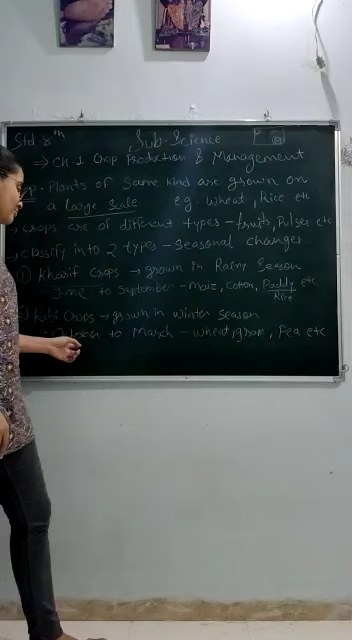 Std 8th Sub-Science
⇒ Ch-1 Crop Production & Management
Plants of Same kind are grown on
a large scale eg. Wheat, Rice etc
→ Crops are of different types - fruits, Pulses etc
→ Classify into 2 types - Seasonal changes
① Kharif Crops → grown in Rainy Season
June to September - Maiz, Coton, Paddy etc
Rice
Rabi Crops → grown in Winter Season
- October to March - wheat, gram, Pea etc